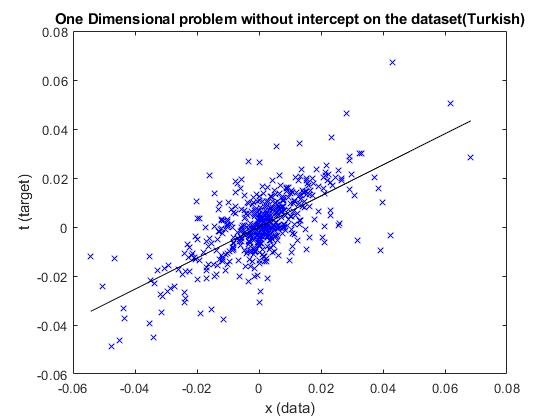 One Dimensional problem without intercept on the dataset(Turkish)
0.08
0.06
0.04
0.02
0
-0.02
-0.04
-0.06
t (target)
-0.06 -0.04 -0.02 0 0.02 0.04 0.06 0.08
x (data)